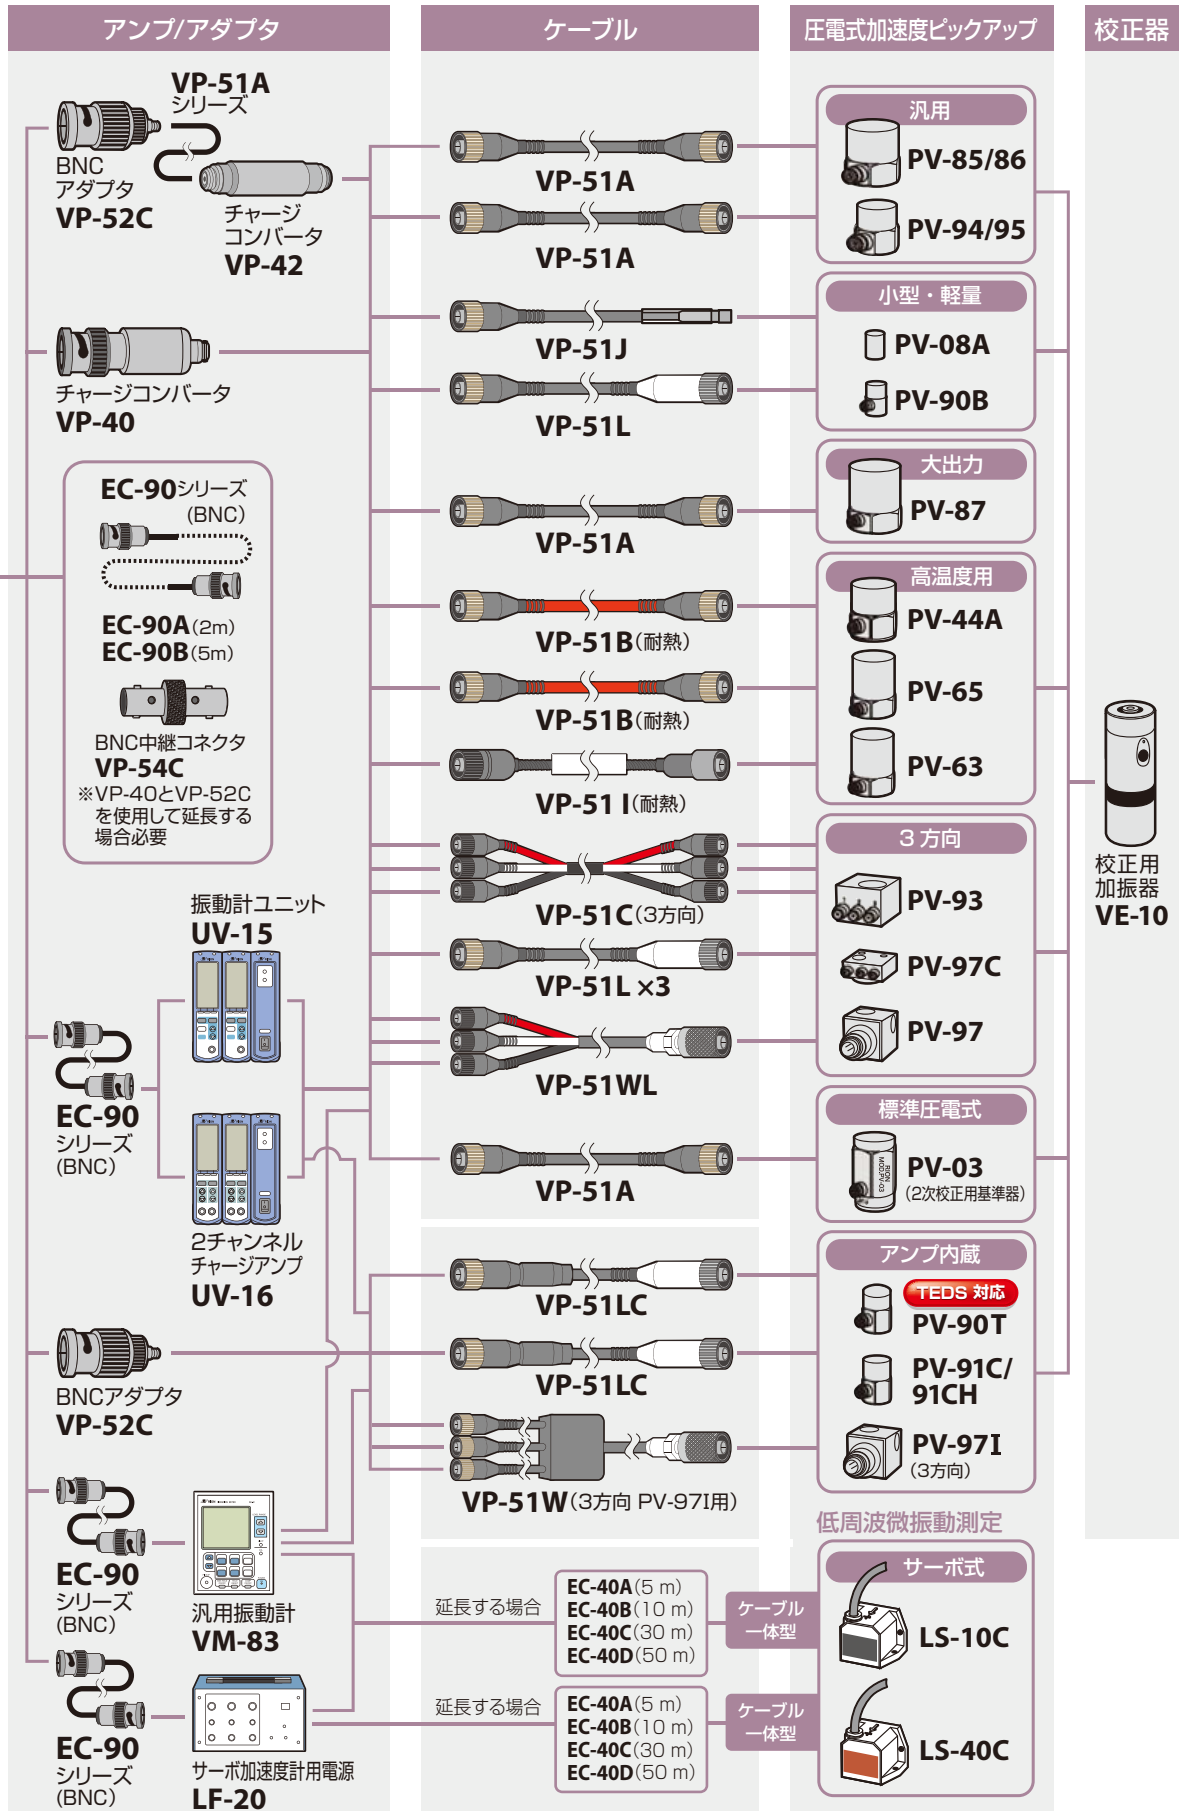 アンプ/アダプタ
ケーブル
圧電式加速度ピックアップ
校正器
VP-51A
シリーズ
BNC
アダプタ
VP-52C
チャージ
コンバータ
VP-42
チャージコンバータ
VP-40
EC-90シリーズ
(BNC)
EC-90A(2m)
EC-90B(5m)
BNC中継コネクタ
VP-54C
※VP-40とVP-52C
を使用して延長する
場合必要
振動計ユニット
UV-15
EC-90
シリーズ
(BNC)
2チャンネル
チャージアンプ
UV-16
BNCアダプタ
VP-52C
EC-90
シリーズ
(BNC)
汎用振動計
VM-83
EC-90
シリーズ
(BNC)
サーボ加速度計用電源
LF-20
VP-51A
VP-51A
VP-51J
VP-51L
VP-51A
VP-51B(耐熱)
VP-51B(耐熱)
VP-51I(耐熱)
VP-51C(3方向)
VP-51L×3
VP-51WL
VP-51A
VP-51LC
VP-51LC
VP-51W(3方向 PV-97I用)
延長する場合
EC-40A(5 m)
EC-40B(10 m)
EC-40C(30 m)
EC-40D(50 m)
ケーブル
一体型
延長する場合
EC-40A(5 m)
EC-40B(10 m)
EC-40C(30 m)
EC-40D(50 m)
ケーブル
一体型
汎用
PV-85/86
PV-94/95
小型・軽量
PV-08A
PV-90B
大出力
PV-87
高温度用
PV-44A
PV-65
PV-63
3方向
PV-93
PV-97C
PV-97
標準圧電式
RION
MOD.PV-03
PV-03
(2次校正用基準器)
アンプ内蔵
TEDS 対応
PV-90T
PV-91C/
91CH
PV-97I
(3方向)
低周波微振動測定
サーボ式
LS-10C
LS-40C
校正用
加振器
VE-10